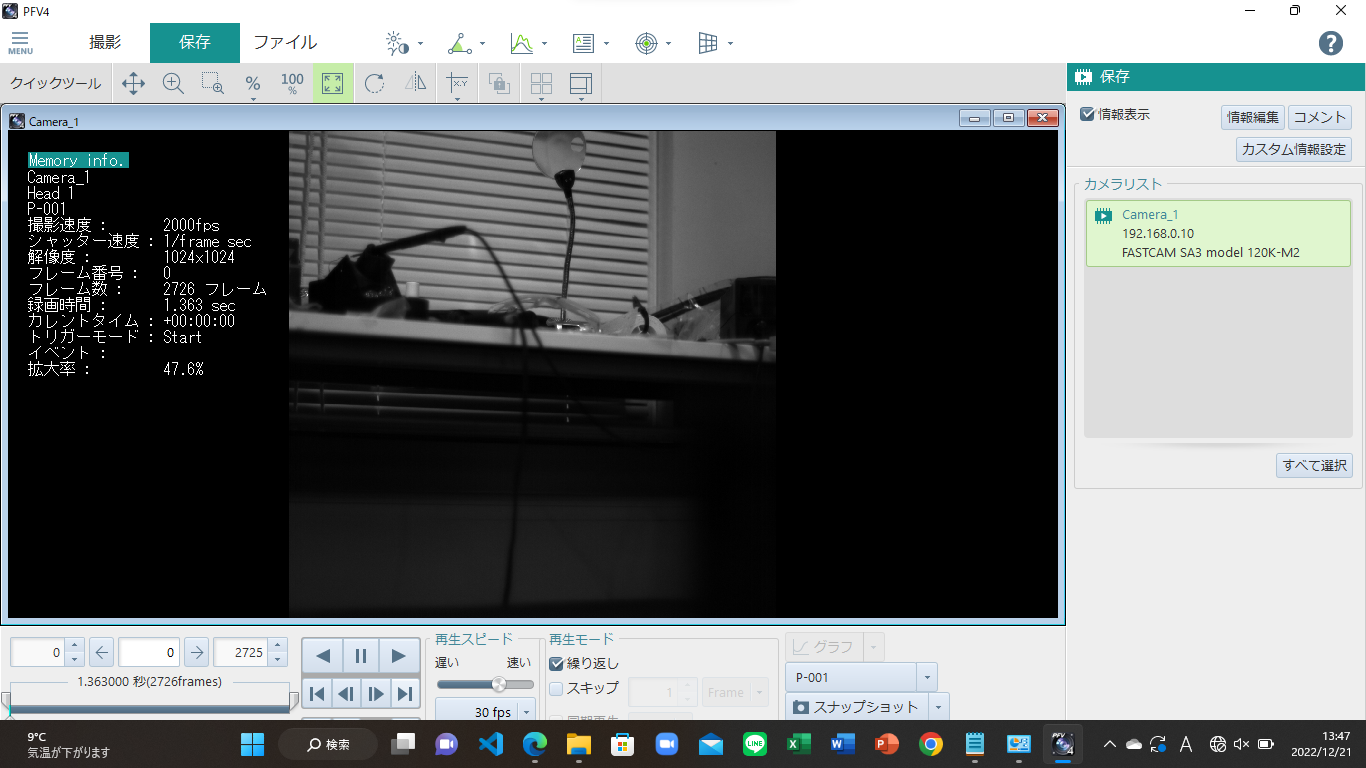 PFV4
MENU
撮影
保存
ファイル
クイックツール
%
100
%
X,Y
Camera_1
Memory info.
Camera_1
Head 1
P-001
撮影速度 : 2000fps
シャッター速度 : 1/frame sec
解像度 : 1024x1024
フレーム番号 : 0
フレーム数 : 2726 フレーム
録画時間 : 1.363 sec
カレントタイム : +00:00:00
トリガーモード : Start
イベント :
拡大率 : 47.6%
保存
情報表示
情報編集
コメント
カスタム情報設定
カメラリスト
Camera_1
192.168.0.10
FASTCAM SA3 model 120K-M2
すべて選択
0
0
2725
1.363000 秒(2726frames)
再生スピード
遅い 速い
30 fps
再生モード
繰り返し
スキップ 1 Frame
同期再生
グラフ
P-001
スナップショット
9°C
気温が下がります
検索
LINE
A
13:47
2022/12/21